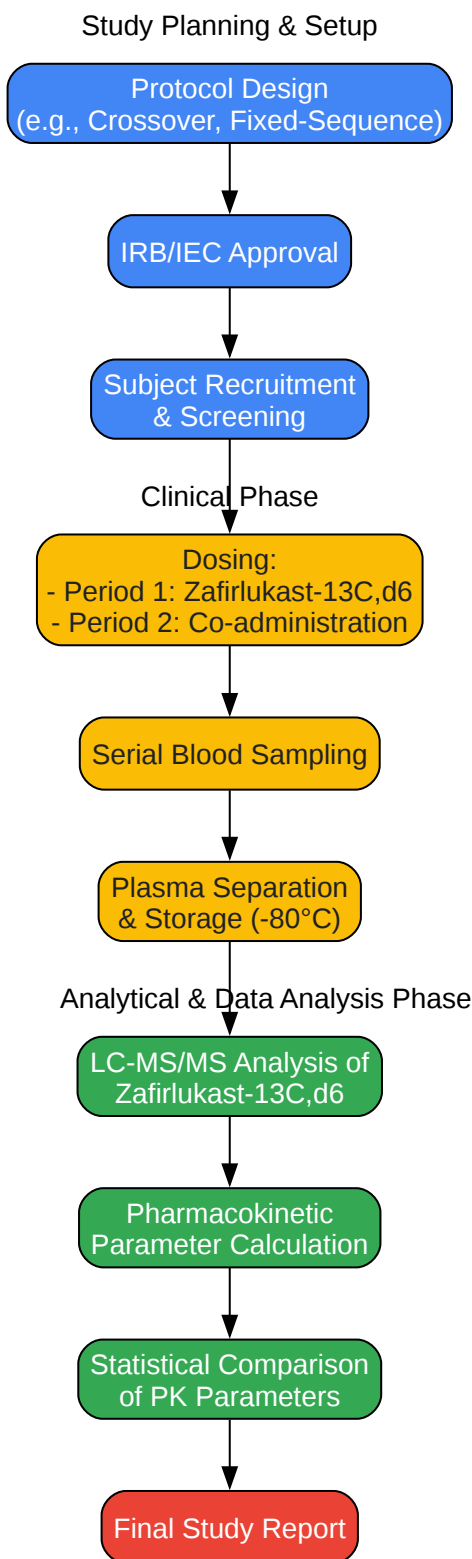 Study Planning & Setup
Protocol Design
(e.g., Crossover, Fixed-Sequence)
IRB/IEC Approval
Subject Recruitment
& Screening
Clinical Phase
Dosing:
- Period 1: Zafirlukast-13C,d6
- Period 2: Co-administration
Serial Blood Sampling
Plasma Separation
& Storage (-80°C)
Analytical & Data Analysis Phase
LC-MS/MS Analysis of
Zafirlukast-13C,d6
Pharmacokinetic
Parameter Calculation
Statistical Comparison
of PK Parameters
Final Study Report